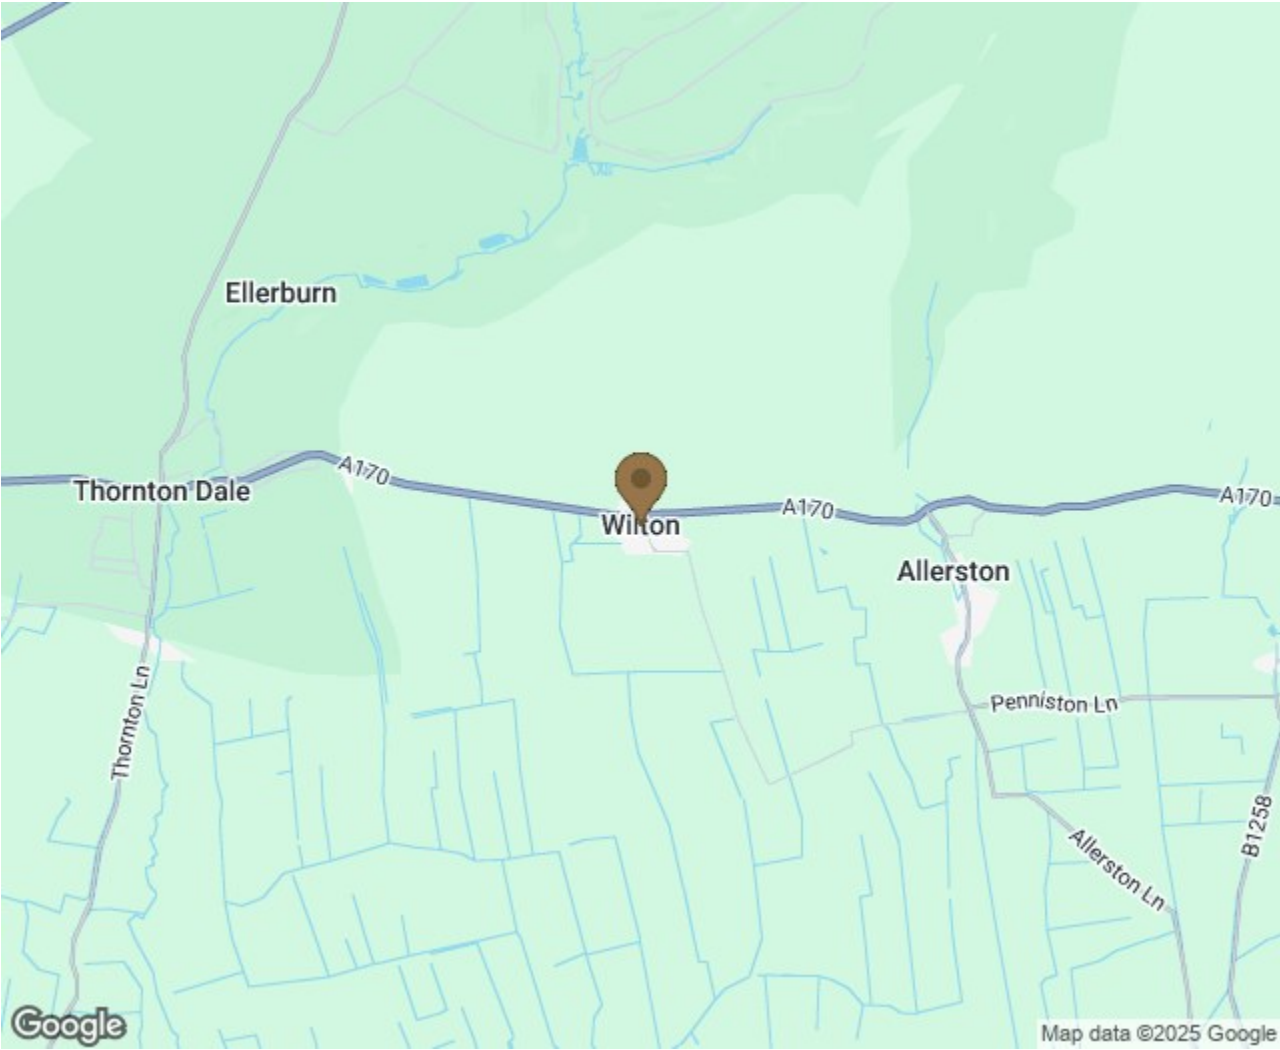 Ellerburn
A170
Thornton Dale
A170
A170
Wilton
Allerston
Penniston Ln
Thornton Ln
B1258
Allerston Ln
Google
Map data ©2025 Google